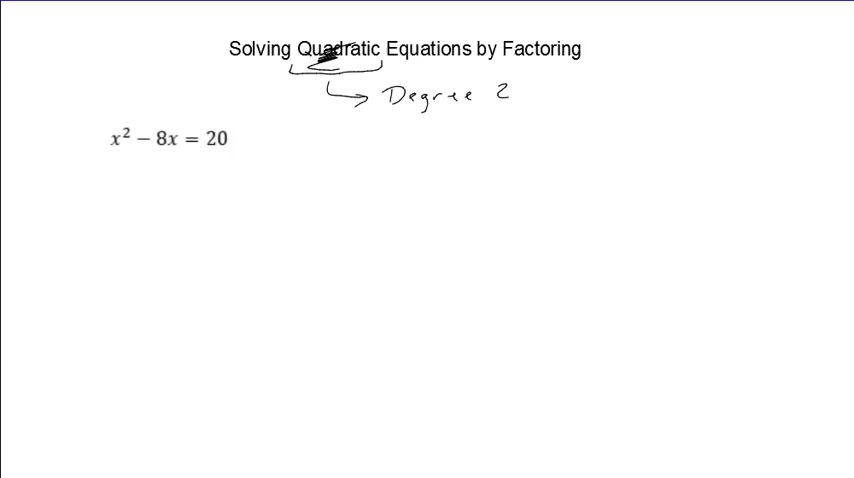 Solving Quadratic Equations by Factoring
Degree 2
x² − 8x = 20